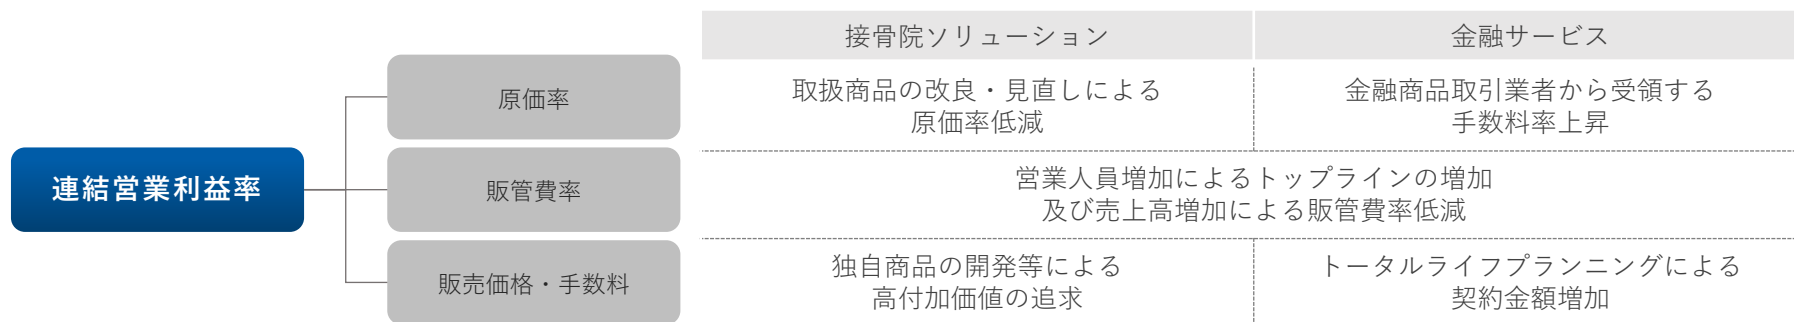 接骨院ソリューション
金融サービス
連結営業利益率
原価率
取扱商品の改良・見直しによる
原価率低減
金融商品取引業者から受領する
手数料率上昇
販管費率
営業人員増加によるトップラインの増加
及び売上高増加による販管費率低減
販売価格・手数料
独自商品の開発等による
高付加価値の追求
トータルライフプランニングによる
契約金額増加